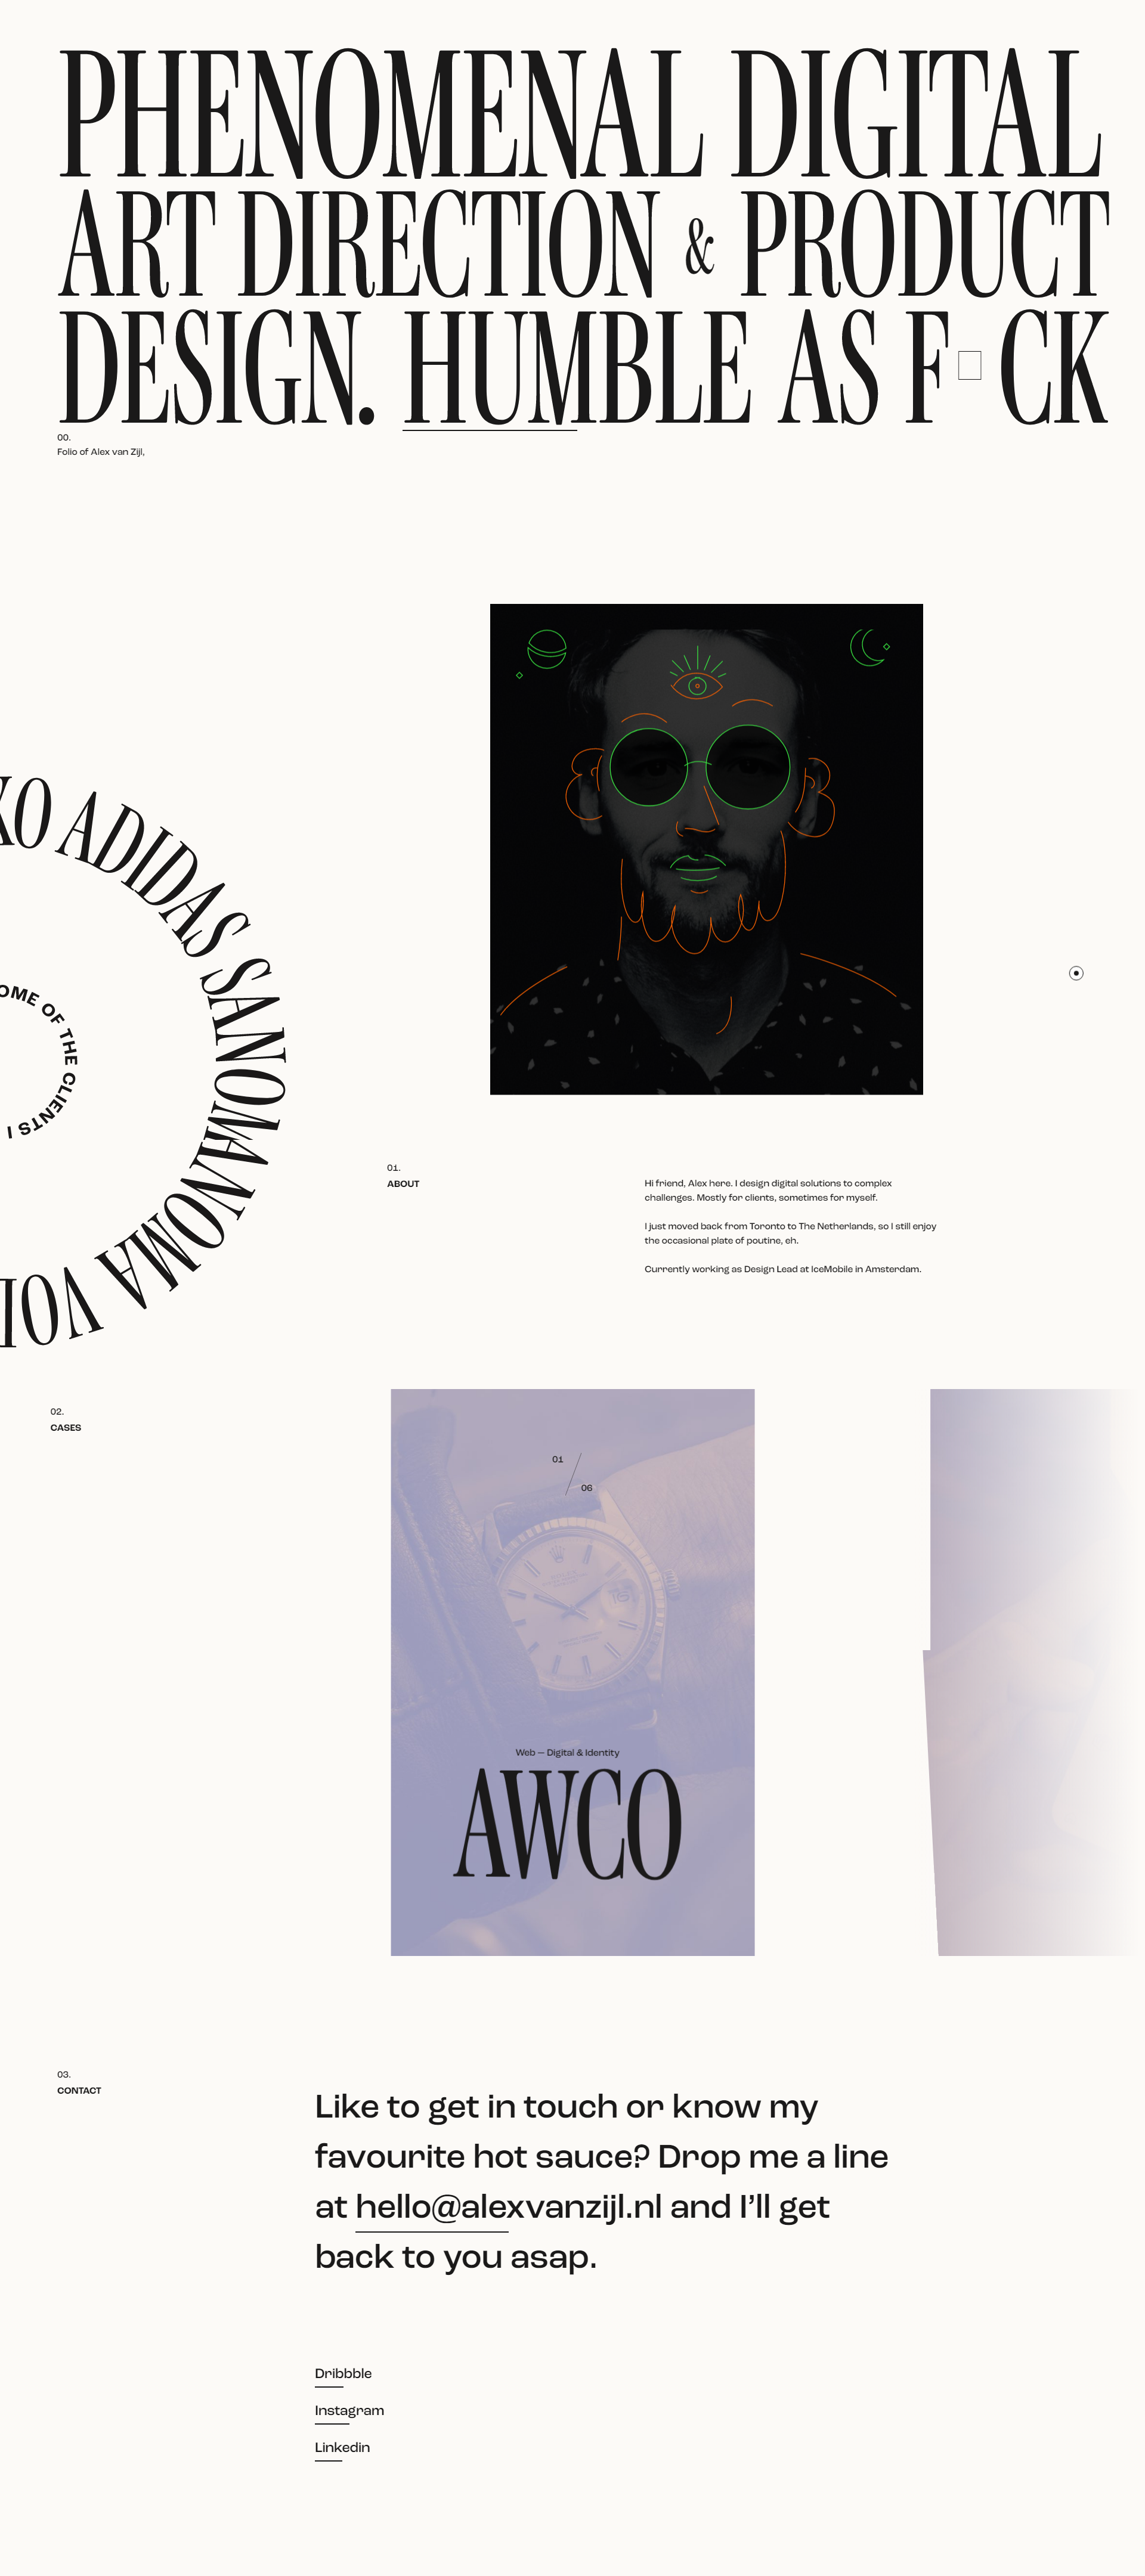 PHENOMENAL DIGITAL
ART DIRECTION & PRODUCT
DESIGN. HUMBLE AS F□CK
00.
Folio of Alex van Zijl,
ADIDAS SANOMA NOMA
OF THE CLIENTS I
01.
ABOUT
Hi friend, Alex here. I design digital solutions to complex
challenges. Mostly for clients, sometimes for myself.
I just moved back from Toronto to The Netherlands, so I still enjoy
the occasional plate of poutine, eh.
Currently working as Design Lead at IceMobile in Amsterdam.
02.
CASES
01
06
Web — Digital & Identity
AWCO
03.
CONTACT
Like to get in touch or know my
favourite hot sauce? Drop me a line
at hello@alexvanzijl.nl and I’ll get
back to you asap.
Dribbble
Instagram
Linkedin